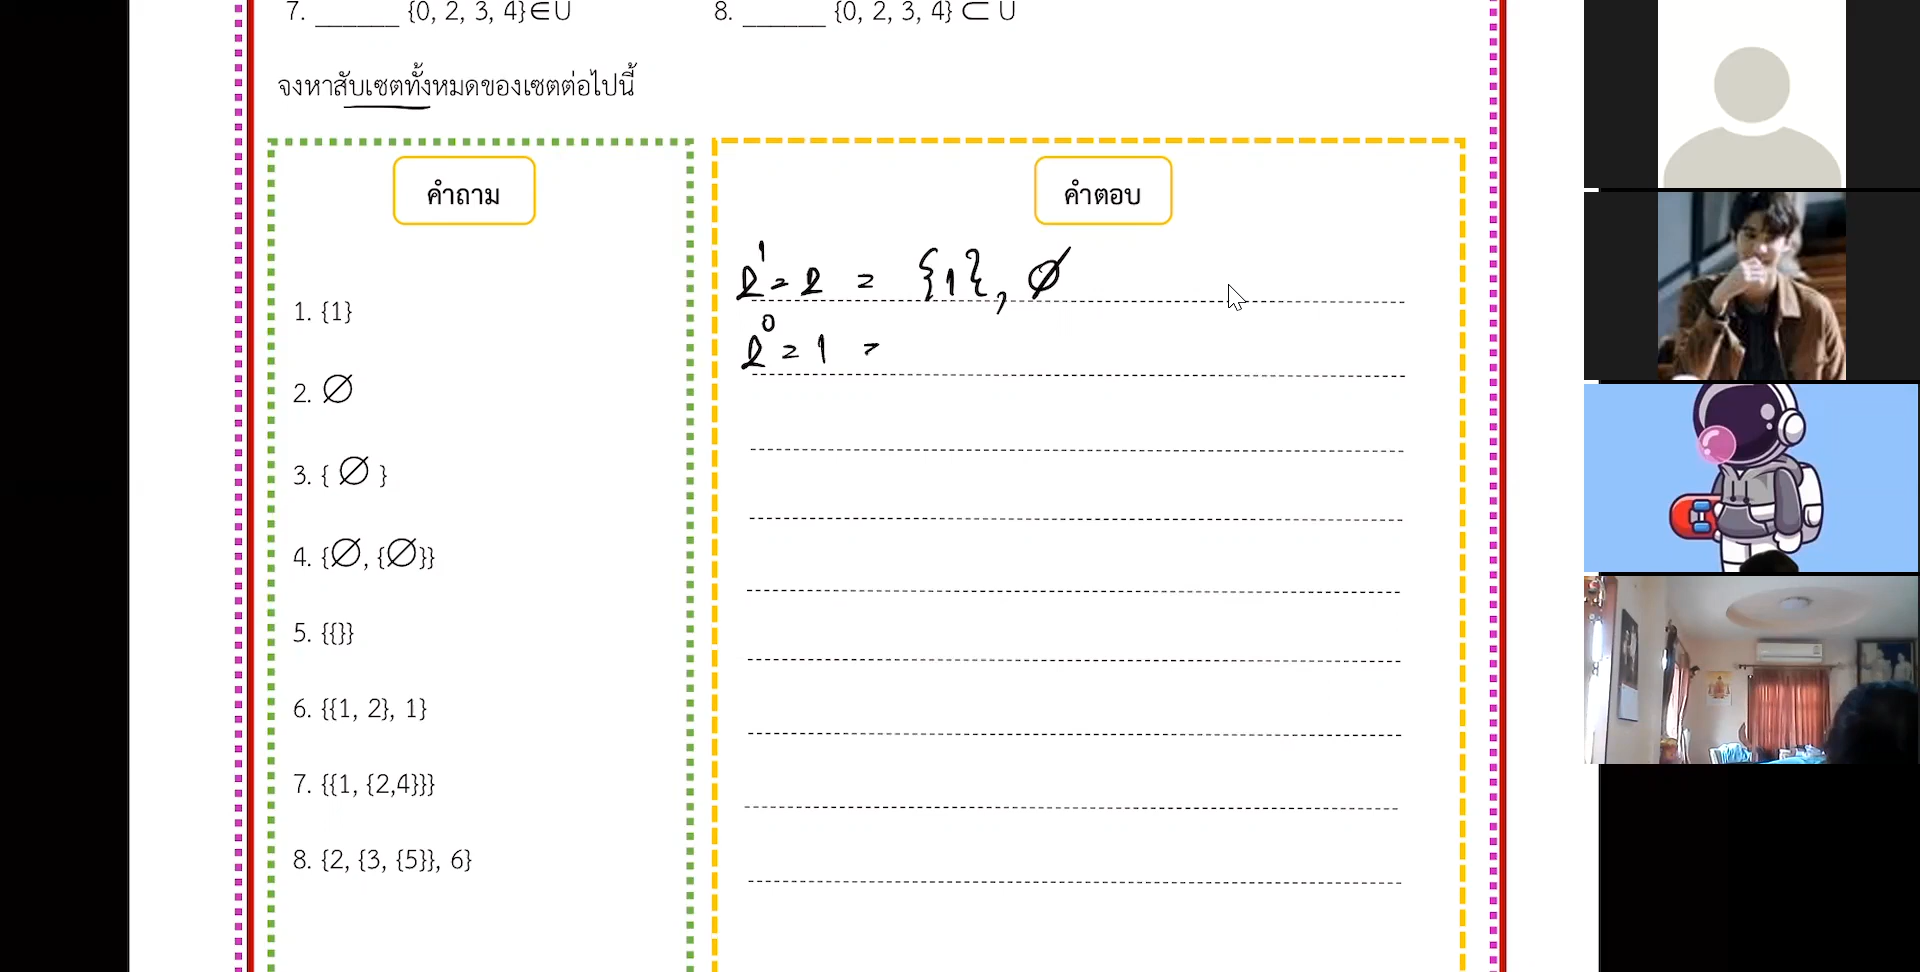 7. ______ {0, 2, 3, 4}∈U
8. ______ {0, 2, 3, 4} ⊂ U
จงหาสับเซตทั้งหมดของเซตต่อไปนี้
คำถาม
1. {1}
2. ∅
3. { ∅ }
4. {∅, {∅}}
5. {{}}
6. {{1, 2}, 1}
7. {{1, {2,4}}}
8. {2, {3, {5}}, 6}
คำตอบ
2¹ = 2 = {1}, ∅
2⁰ = 1 =